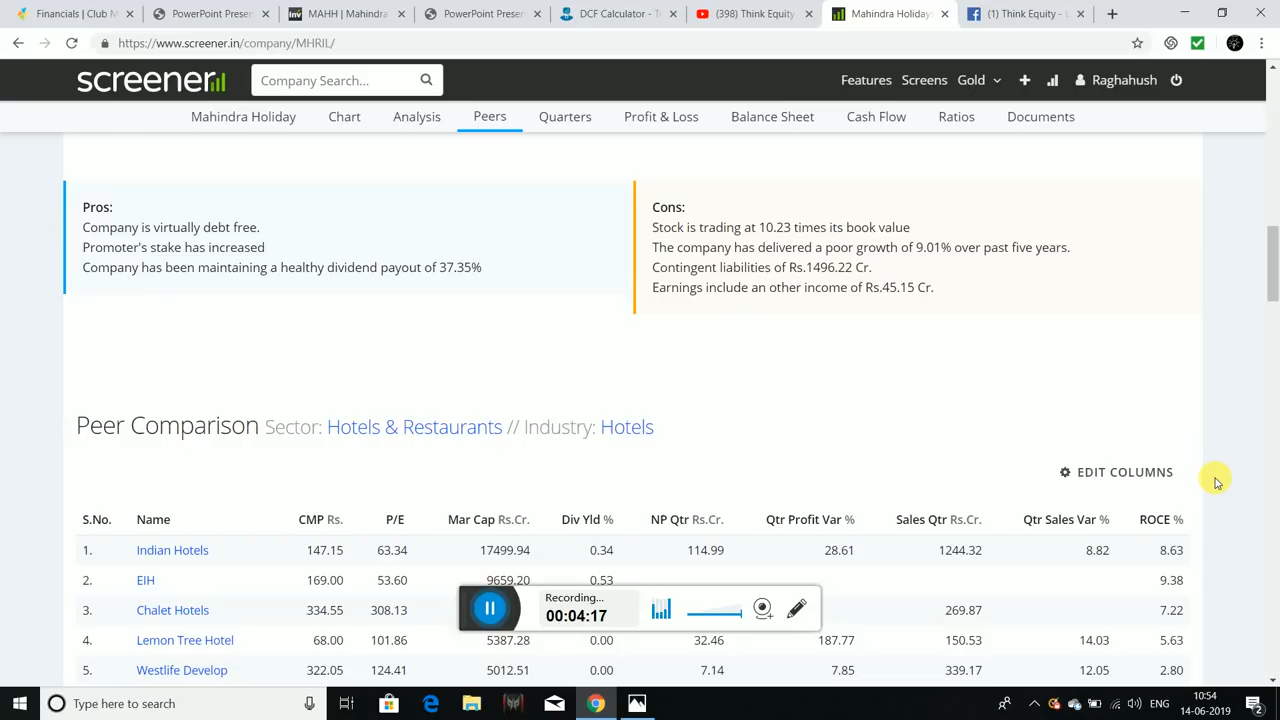 Financials | Club M
PowerPoint Presen
MAHH | Mahindra
PowerPoint Presen
DCF Calculator - T
(398) Think Equity
Mahindra Holiday
(1) Think Equity - L
https://www.screener.in/company/MHRIL/
screener
Company Search...
Features Screens Gold Raghahush
Mahindra Holiday Chart Analysis Peers Quarters Profit & Loss Balance Sheet Cash Flow Ratios Documents
Pros:
Company is virtually debt free.
Promoter's stake has increased
Company has been maintaining a healthy dividend payout of 37.35%
Cons:
Stock is trading at 10.23 times its book value
The company has delivered a poor growth of 9.01% over past five years.
Contingent liabilities of Rs.1496.22 Cr.
Earnings include an other income of Rs.45.15 Cr.
Peer Comparison Sector: Hotels & Restaurants // Industry: Hotels
EDIT COLUMNS
S.No. Name CMP Rs. P/E Mar Cap Rs.Cr. Div Yld % NP Qtr Rs.Cr. Qtr Profit Var % Sales Qtr Rs.Cr. Qtr Sales Var % ROCE %
1. Indian Hotels 147.15 63.34 17499.94 0.34 114.99 28.61 1244.32 8.82 8.63
2. EIH 169.00 53.60 9659.20 0.53 9.38
3. Chalet Hotels 334.55 308.13 269.87 7.22
4. Lemon Tree Hotel 68.00 101.86 5387.28 0.00 32.46 187.77 150.53 14.03 5.63
5. Westlife Develop 322.05 124.41 5012.51 0.00 7.14 7.85 339.17 12.05 2.80
Recording...
00:04:17
Type here to search
ENG
10:54
14-06-2019
2